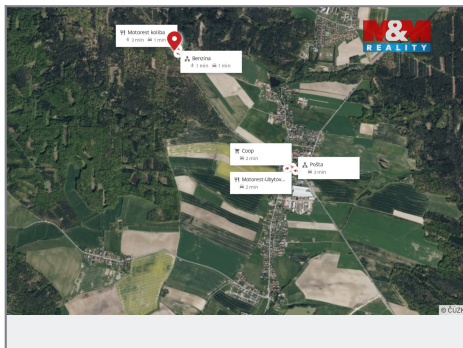 Motorest koliba
3 min 1 min
Benzina
1 min 1 min
N&M
REALITY
Coop
2 min
Pošta
3 min
Motorest-Ubytov...
2 min
© ČÚZK